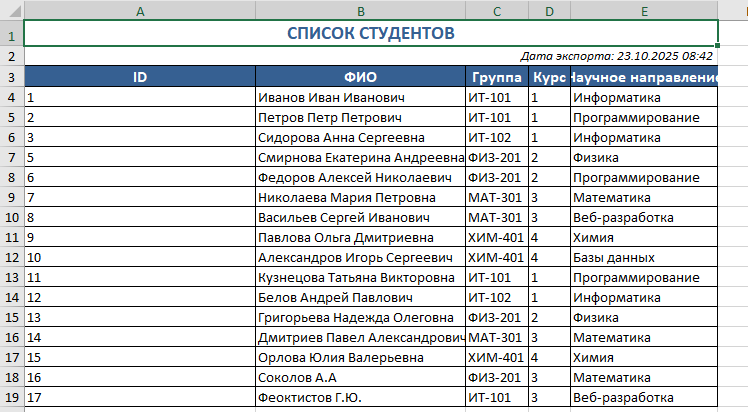 A B C D E
1 СПИСОК СТУДЕНТОВ
2 Дата экспорта: 23.10.2025 08:42
3 ID ФИО Группа Курс Научное направление
4 1 Иванов Иван Иванович ИТ-101 1 Информатика
5 2 Петров Петр Петрович ИТ-101 1 Программирование
6 3 Сидорова Анна Сергеевна ИТ-102 1 Информатика
7 5 Смирнова Екатерина Андреевна ФИЗ-201 2 Физика
8 6 Федоров Алексей Николаевич ФИЗ-201 2 Программирование
9 7 Николаева Мария Петровна МАТ-301 3 Математика
10 8 Васильев Сергей Иванович МАТ-301 3 Веб-разработка
11 9 Павлова Ольга Дмитриевна ХИМ-401 4 Химия
12 10 Александров Игорь Сергеевич ХИМ-401 4 Базы данных
13 11 Кузнецова Татьяна Викторовна ИТ-101 1 Программирование
14 12 Белов Андрей Павлович ИТ-102 1 Информатика
15 13 Григорьева Надежда Олеговна ФИЗ-201 2 Физика
16 14 Дмитриев Павел Александрович МАТ-301 3 Математика
17 15 Орлова Юлия Валерьевна ХИМ-401 4 Химия
18 16 Соколов А.А ФИЗ-201 3 Математика
19 17 Феоктистов Г.Ю. ИТ-101 3 Веб-разработка